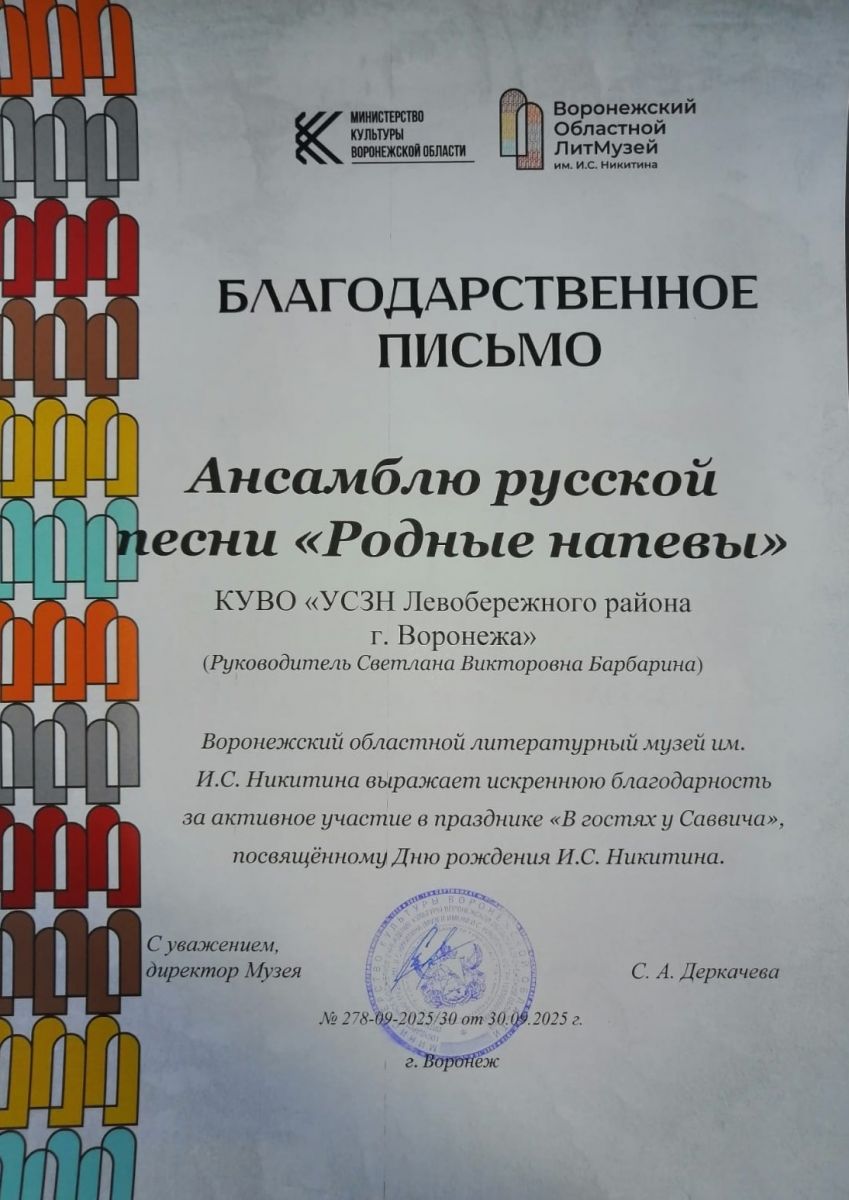 МИНИСТЕРСТВО
КУЛЬТУРЫ
ВОРОНЕЖСКОЙ ОБЛАСТИ
Воронежский
Областной
ЛитМузей
им. И.С. Никитина
БЛАГОДАРСТВЕННОЕ
ПИСЬМО
Ансамблю русской
песни «Родные напевы»
КУВО «УСЗН Левобережного района
г. Воронежа»
(Руководитель Светлана Викторовна Барбарина)
Воронежский областной литературный музей им.
И.С. Никитина выражает искреннюю благодарность
за активное участие в празднике «В гостях у Саввича»,
посвящённому Дню рождения И.С. Никитина.
С уважением,
директор Музея
С. А. Деркачева
№ 278-09-2025/30 от 30.09.2025 г.
г. Воронеж